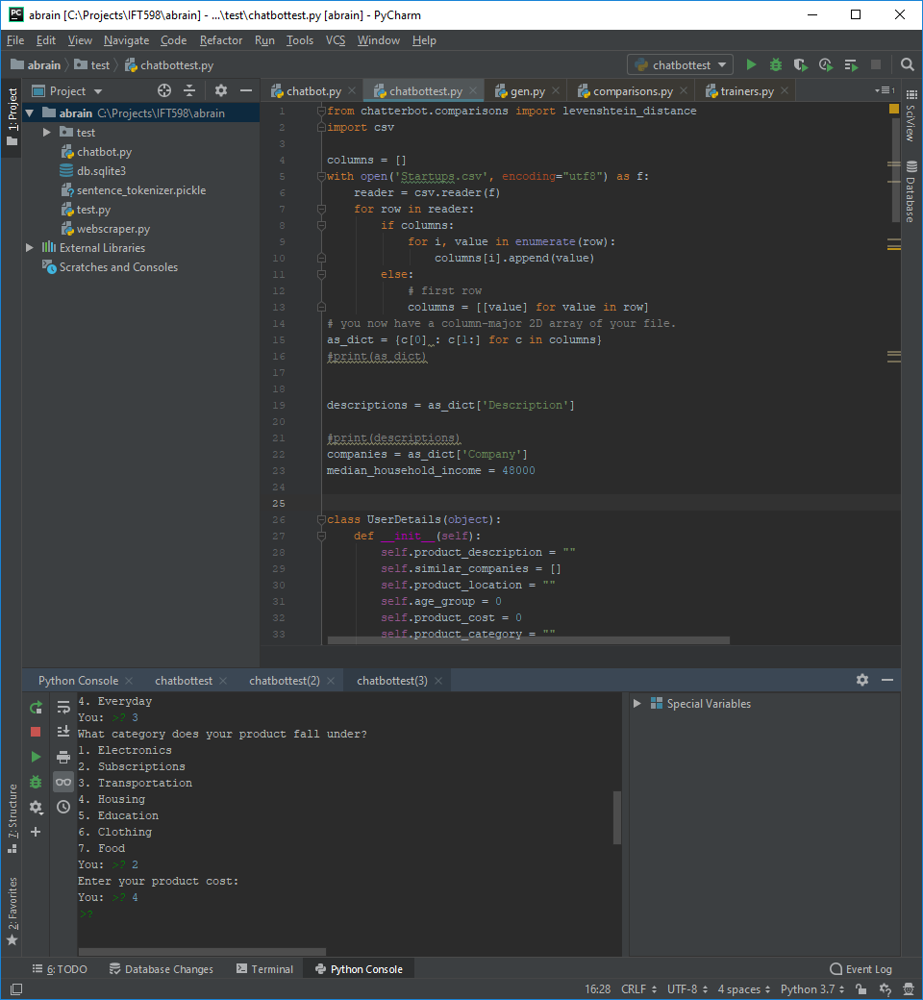 abrain [C:\Projects\IFT598\abrain] - ...\test\chatbottest.py [abrain] - PyCharm
File Edit View Navigate Code Refactor Run Tools VCS Window Help
abrain test chatbottest.py chatbottest
Project chatbot.py chatbottest.py gen.py comparisons.py trainers.py
1: Project
SciView
Database
abrain C:\Projects\IFT598\abrain
test
chatbot.py
db.sqlite3
sentence_tokenizer.pickle
test.py
webscraper.py
External Libraries
Scratches and Consoles
1 from chatterbot.comparisons import levenshtein_distance
2 import csv
3
4 columns = []
5 with open('Startups.csv', encoding="utf8") as f:
6 reader = csv.reader(f)
7 for row in reader:
8 if columns:
9 for i, value in enumerate(row):
10 columns[i].append(value)
11 else:
12 # first row
13 columns = [[value] for value in row]
14 # you now have a column-major 2D array of your file.
15 as_dict = {c[0] : c[1:] for c in columns}
16 #print(as_dict)
17
18
19 descriptions = as_dict['Description']
20
21 #print(descriptions)
22 companies = as_dict['Company']
23 median_household_income = 48000
24
25
26 class UserDetails(object):
27 def __init__(self):
28 self.product_description = ""
29 self.similar_companies = []
30 self.product_location = ""
31 self.age_group = 0
32 self.product_cost = 0
33 self.product_category = ""
Python Console chatbottest chatbottest(2) chatbottest(3)
4. Everyday
You: >? 3
What category does your product fall under?
1. Electronics
2. Subscriptions
3. Transportation
4. Housing
5. Education
6. Clothing
7. Food
You: >? 2
Enter your product cost:
You: >? 4
>?
Special Variables
7: Structure
2: Favorites
6: TODO Database Changes Terminal Python Console Event Log
16:28 CRLF UTF-8 4 spaces Python 3.7